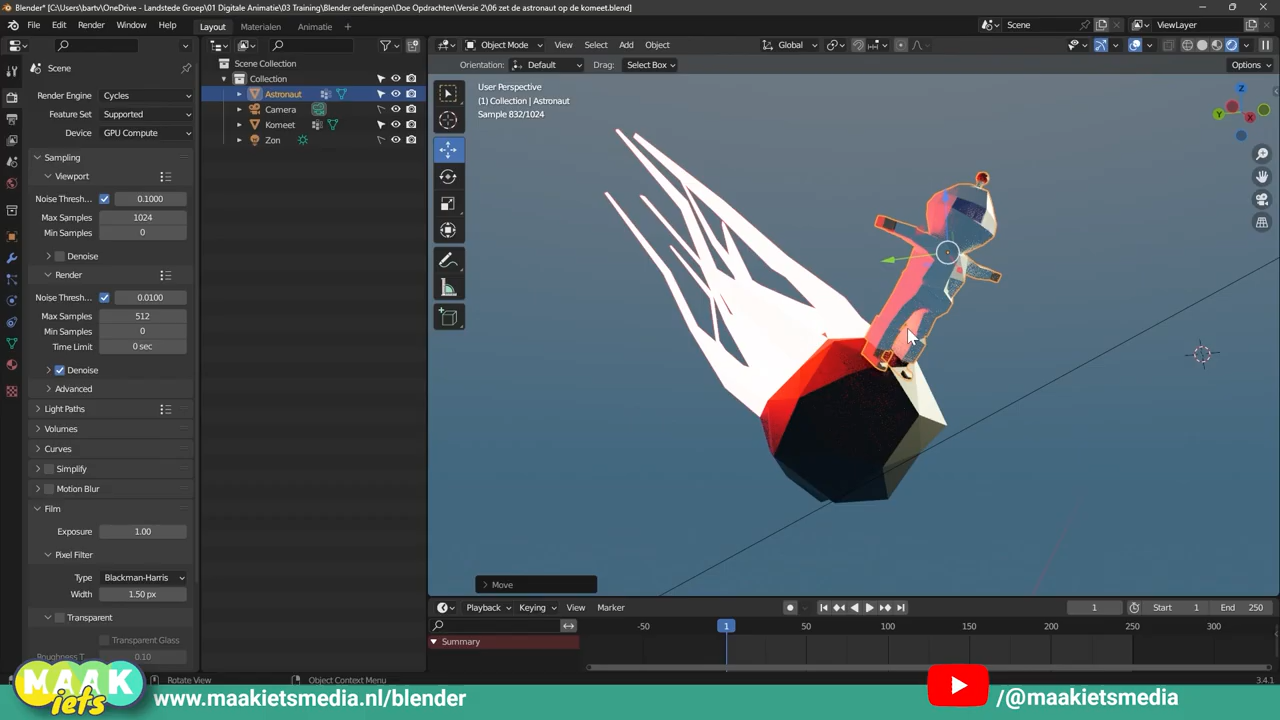 Blender* [C:\Users\bartv\OneDrive - Landstede Groep\01 Digitale Animatie\03 Training\Blender oefeningen\Doe Opdrachten\Versie 2\06 zet de astronaut op de komeet.blend]
File Edit Render Window Help Layout Materialen Animatie Scene ViewLayer
Object Mode View Select Add Object Global
Orientation: Default Drag: Select Box Options
Scene
Render Engine Cycles
Feature Set Supported
Device GPU Compute
Sampling
Viewport
Noise Thresh... 0.1000
Max Samples 1024
Min Samples 0
Denoise
Render
Noise Thresh... 0.0100
Max Samples 512
Min Samples 0
Time Limit 0 sec
Denoise
Advanced
Light Paths
Volumes
Curves
Simplify
Motion Blur
Film
Exposure 1.00
Pixel Filter
Type Blackman-Harris
Width 1.50 px
Transparent
Transparent Glass
Roughness T... 0.10
Scene Collection
Collection
Astronaut
Camera
Komeet
Zon
User Perspective
(1) Collection | Astronaut
Sample 832/1024
Z
Y
X
Move
Playback Keying View Marker 1 Start 1 End 250
-50 1 50 100 150 200 250 300
Summary
Rotate View Object Context Menu 3.4.1
MAAK
iets
www.maakietsmedia.nl/blender
/@maakietsmedia